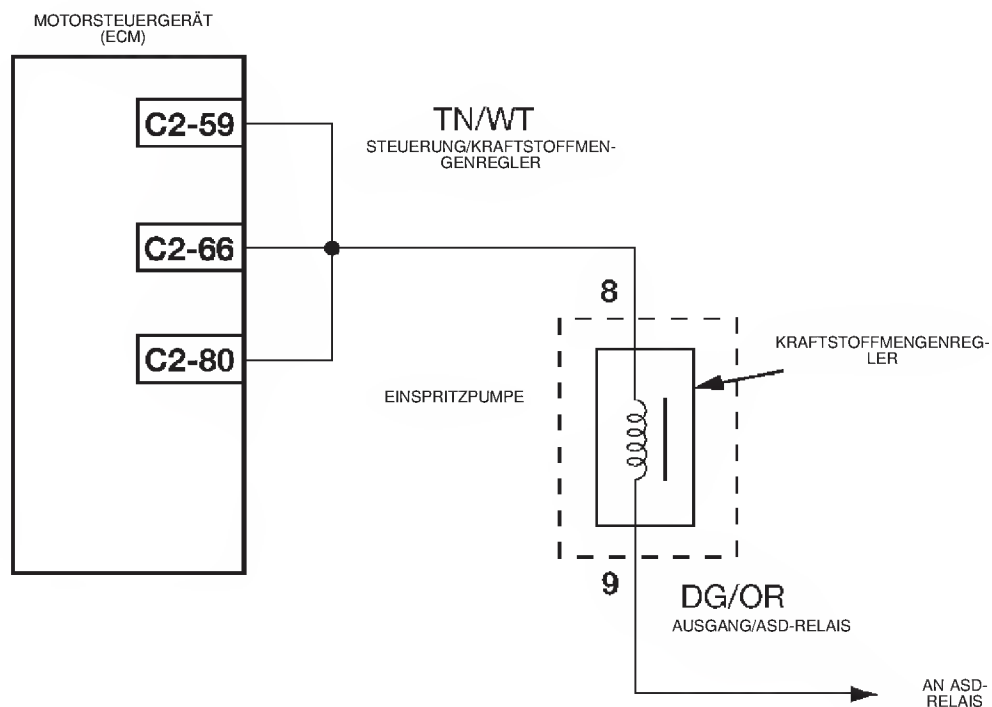 MOTORSTEUERGERÄT
(ECM)
C2-59
TN/WT
STEUERUNG/KRAFTSTOFFMEN-
GENREGLER
C2-66
8
C2-80
KRAFTSTOFFMENGENREG-
LER
EINSPRITZPUMPE
9
DG/OR
AUSGANG/ASD-RELAIS
AN ASD-
RELAIS